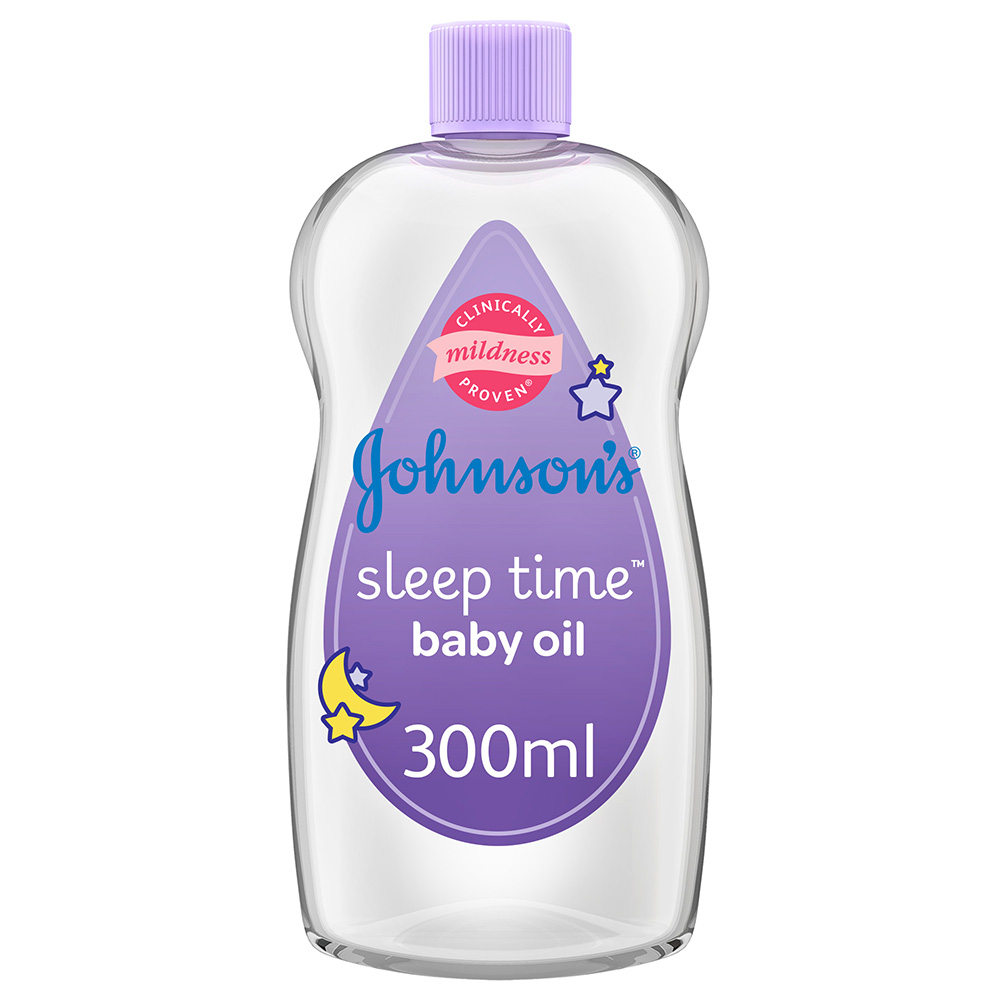 CLINICALLY
mildness
PROVEN®
Johnson's®
sleep time™
baby oil
300ml